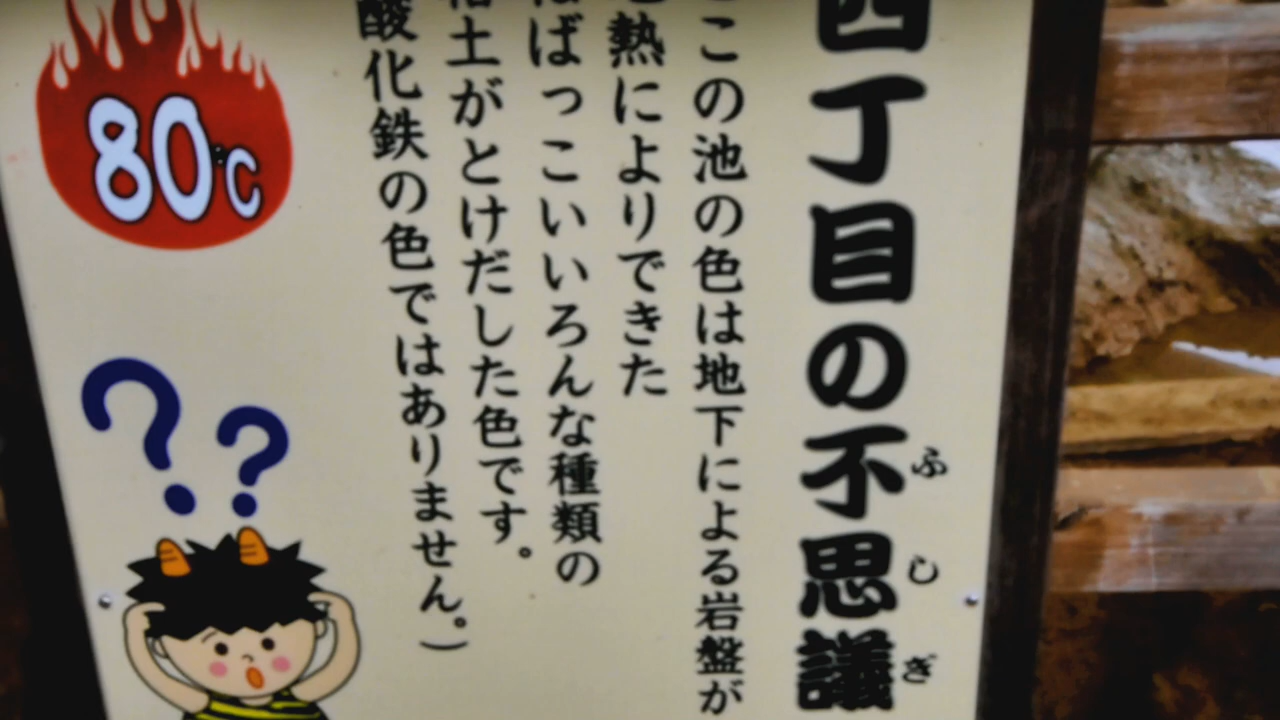 四丁目の不思議
ふしぎ
ここの池の色は地下による岩盤が
熱によりできた
ばっこいいろんな種類の
粘土がとけだした色です。
酸化鉄の色ではありません。)
80℃
??